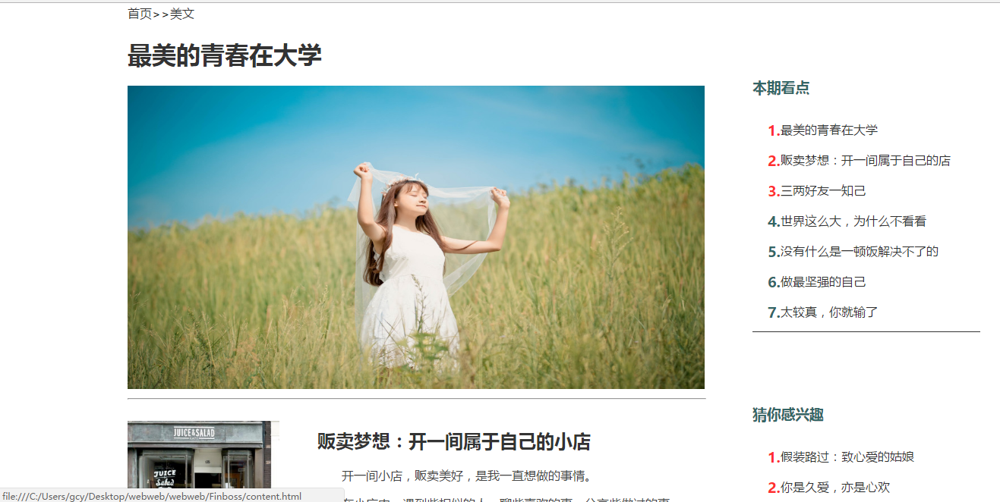 首页>>美文
最美的青春在大学
本期看点
1.最美的青春在大学
2.贩卖梦想：开一间属于自己的店
3.三两好友一知己
4.世界这么大，为什么不看看
5.没有什么是一顿饭解决不了的
6.做最坚强的自己
7.太较真，你就输了
猜你感兴趣
1.假装路过：致心爱的姑娘
2.你是久爱，亦是心欢
JUICE&SALAD
JUICE
Salad
贩卖梦想：开一间属于自己的小店
开一间小店，贩卖美好，是我一直想做的事情。
file:///C:/Users/gcy/Desktop/webweb/webweb/Finboss/content.html